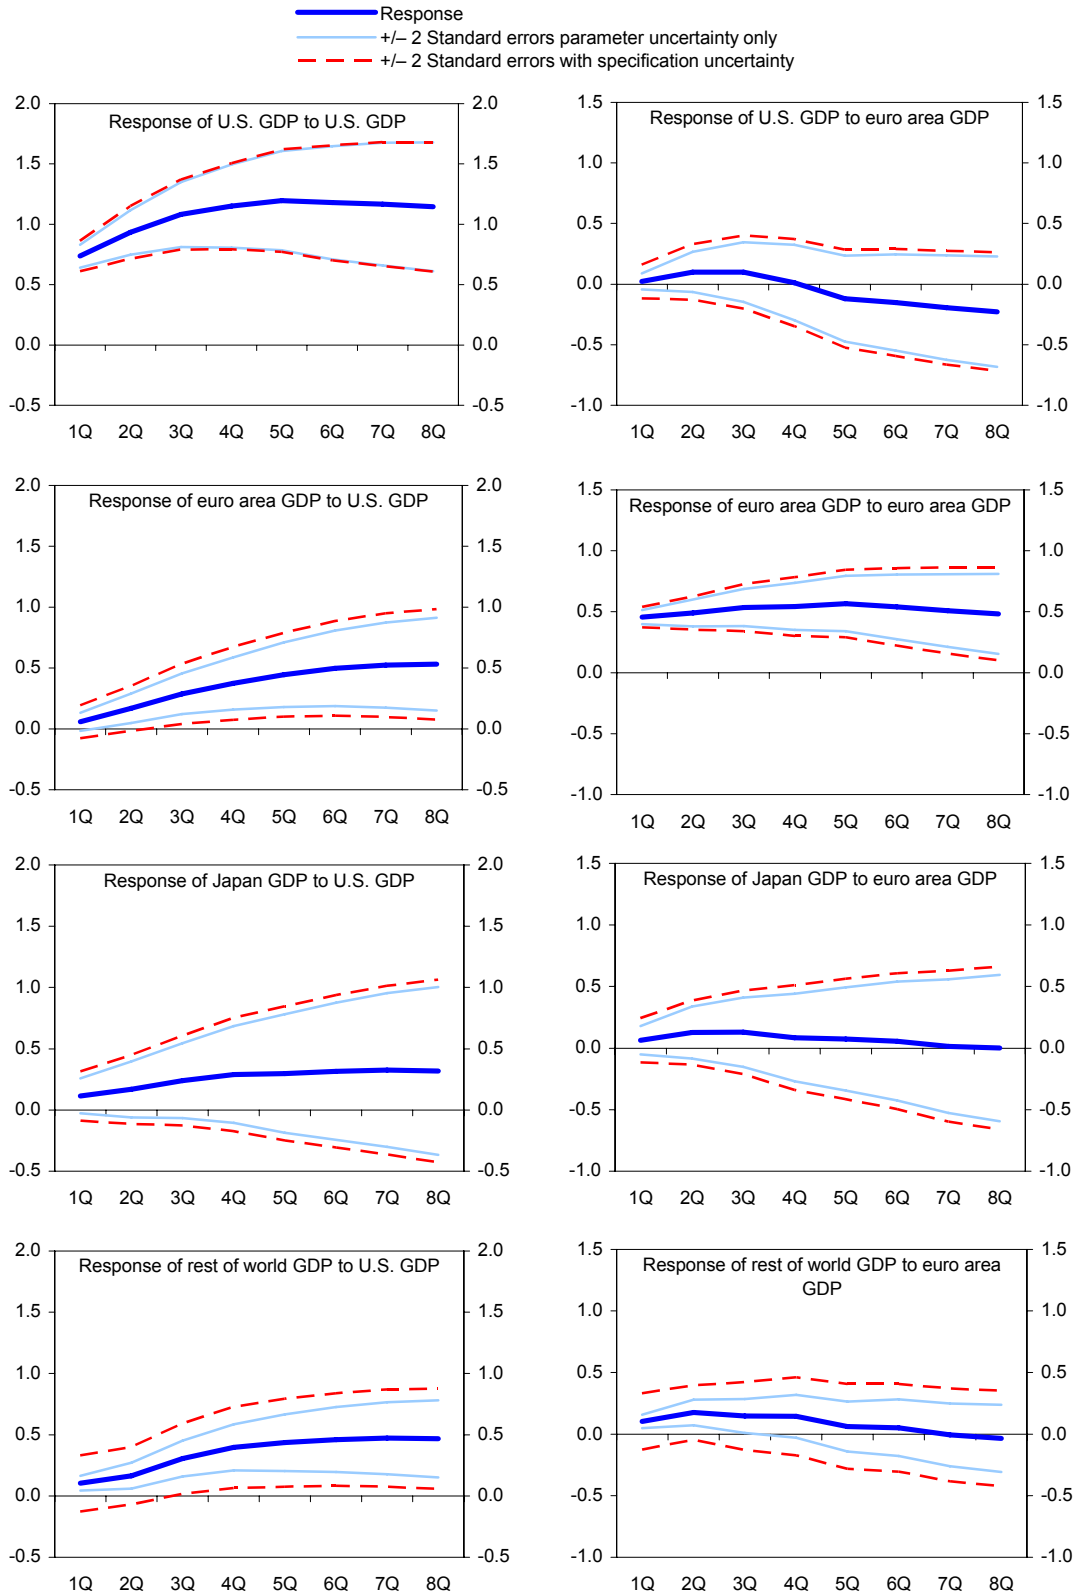 Response
+/– 2 Standard errors parameter uncertainty only
+/– 2 Standard errors with specification uncertainty
Response of U.S. GDP to U.S. GDP
2.0 2.0
1.5 1.5
1.0 1.0
0.5 0.5
0.0 0.0
-0.5 -0.5
1Q 2Q 3Q 4Q 5Q 6Q 7Q 8Q
Response of U.S. GDP to euro area GDP
1.5 1.5
1.0 1.0
0.5 0.5
0.0 0.0
-0.5 -0.5
-1.0 -1.0
1Q 2Q 3Q 4Q 5Q 6Q 7Q 8Q
Response of euro area GDP to U.S. GDP
2.0 2.0
1.5 1.5
1.0 1.0
0.5 0.5
0.0 0.0
-0.5 -0.5
1Q 2Q 3Q 4Q 5Q 6Q 7Q 8Q
Response of euro area GDP to euro area GDP
1.5 1.5
1.0 1.0
0.5 0.5
0.0 0.0
-0.5 -0.5
-1.0 -1.0
1Q 2Q 3Q 4Q 5Q 6Q 7Q 8Q
Response of Japan GDP to U.S. GDP
2.0 2.0
1.5 1.5
1.0 1.0
0.5 0.5
0.0 0.0
-0.5 -0.5
1Q 2Q 3Q 4Q 5Q 6Q 7Q 8Q
Response of Japan GDP to euro area GDP
1.5 1.5
1.0 1.0
0.5 0.5
0.0 0.0
-0.5 -0.5
-1.0 -1.0
1Q 2Q 3Q 4Q 5Q 6Q 7Q 8Q
Response of rest of world GDP to U.S. GDP
2.0 2.0
1.5 1.5
1.0 1.0
0.5 0.5
0.0 0.0
-0.5 -0.5
1Q 2Q 3Q 4Q 5Q 6Q 7Q 8Q
Response of rest of world GDP to euro area
GDP
1.5 1.5
1.0 1.0
0.5 0.5
0.0 0.0
-0.5 -0.5
-1.0 -1.0
1Q 2Q 3Q 4Q 5Q 6Q 7Q 8Q